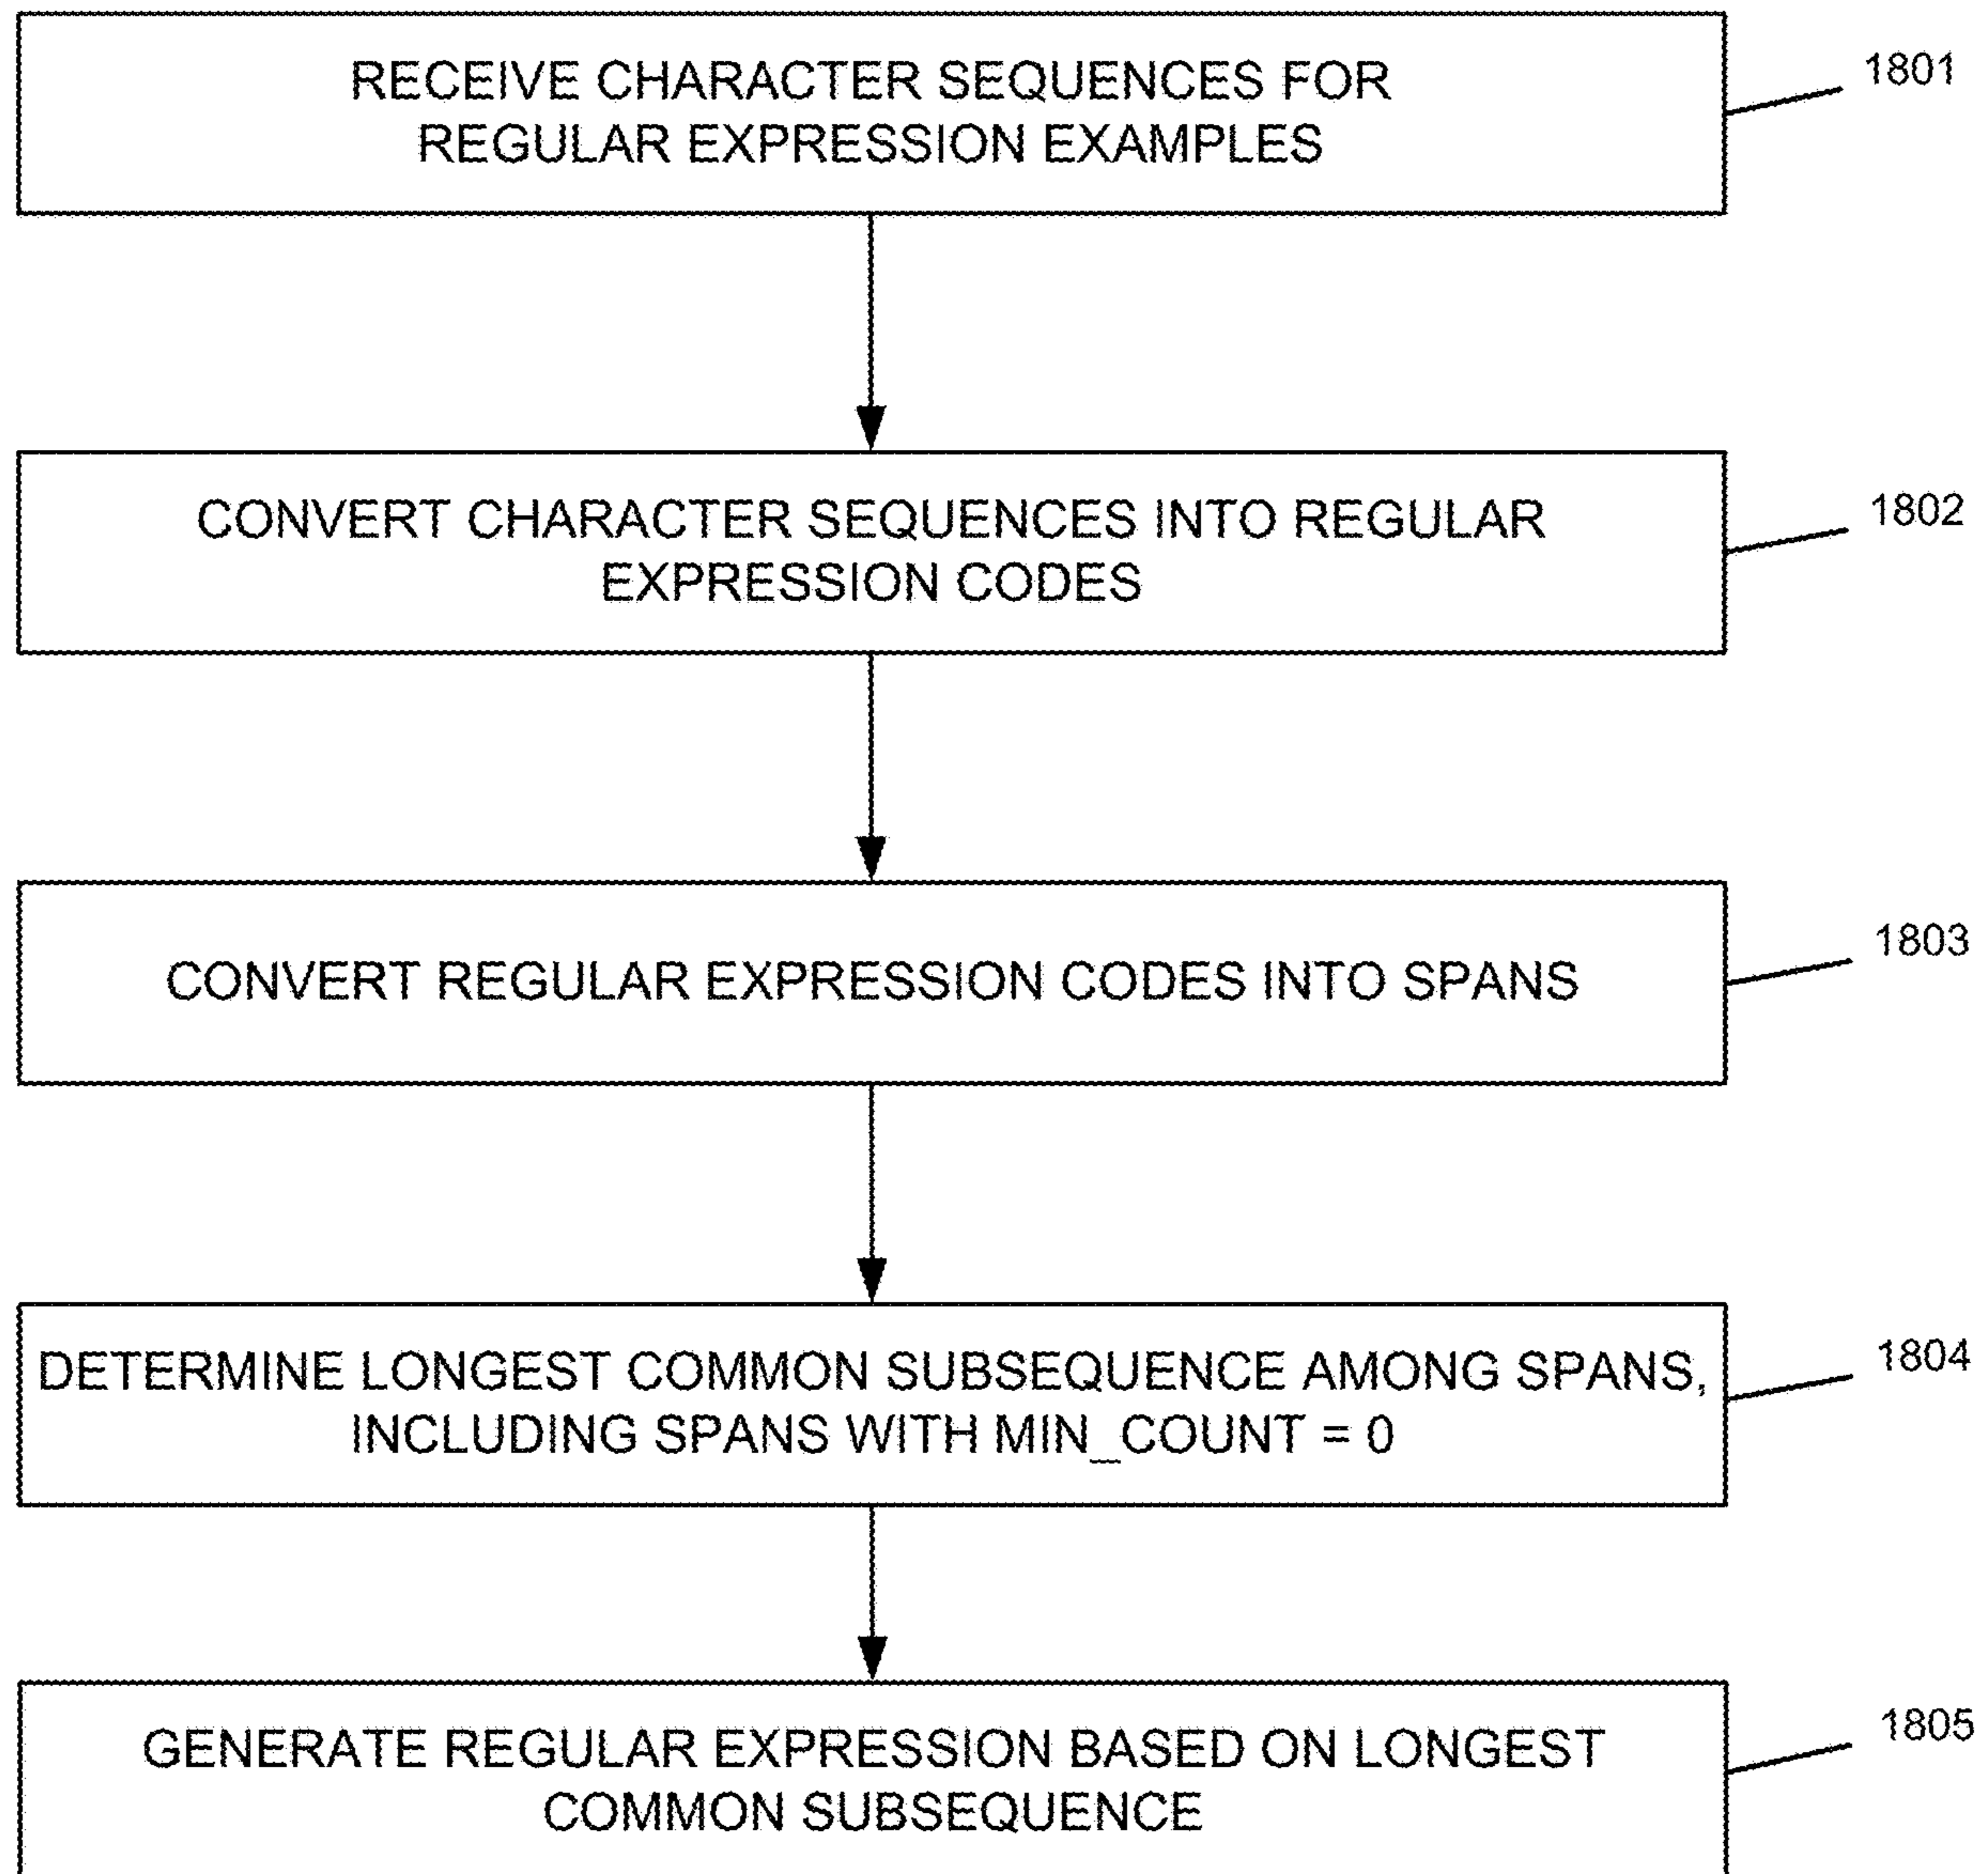 RECEIVE CHARACTER SEQUENCES FOR
REGULAR EXPRESSION EXAMPLES
1801
CONVERT CHARACTER SEQUENCES INTO REGULAR
EXPRESSION CODES
1802
CONVERT REGULAR EXPRESSION CODES INTO SPANS
1803
DETERMINE LONGEST COMMON SUBSEQUENCE AMONG SPANS,
INCLUDING SPANS WITH MIN_COUNT = 0
1804
GENERATE REGULAR EXPRESSION BASED ON LONGEST
COMMON SUBSEQUENCE
1805